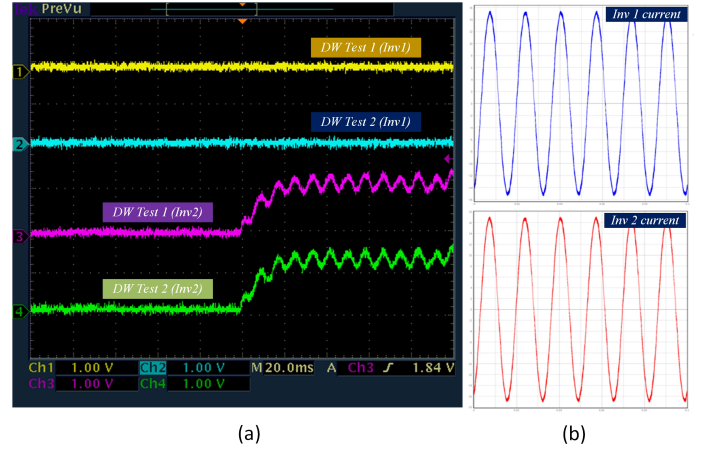 Tek PreVu
DW Test 1 (Inv1)
1
DW Test 2 (Inv1)
2
DW Test 1 (Inv2)
3
DW Test 2 (Inv2)
4
Ch1 1.00 V Ch2 1.00 V M 20.0ms A Ch3 1.84 V
Ch3 1.00 V Ch4 1.00 V
(a)
Inv 1 current
Inv 2 current
(b)